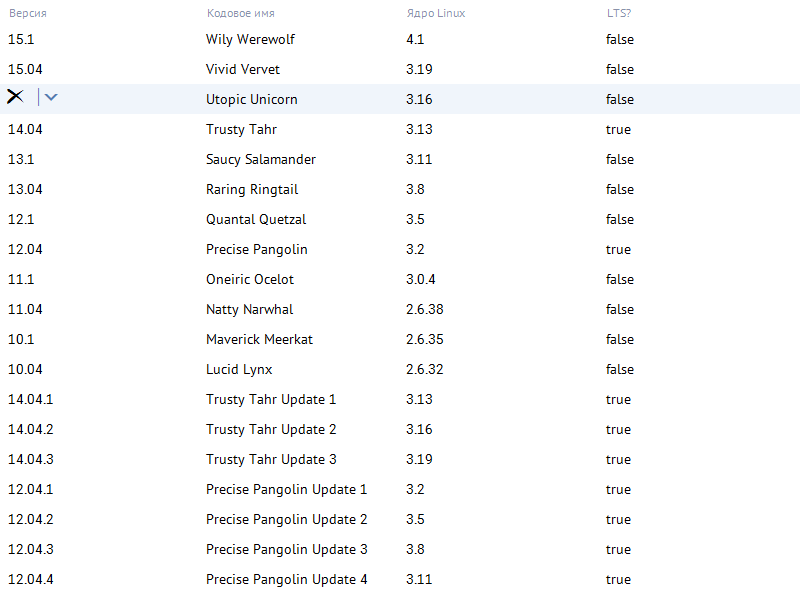 Версия Кодовое имя Ядро Linux LTS?
15.1 Wily Werewolf 4.1 false
15.04 Vivid Vervet 3.19 false
Utopic Unicorn 3.16 false
14.04 Trusty Tahr 3.13 true
13.1 Saucy Salamander 3.11 false
13.04 Raring Ringtail 3.8 false
12.1 Quantal Quetzal 3.5 false
12.04 Precise Pangolin 3.2 true
11.1 Oneiric Ocelot 3.0.4 false
11.04 Natty Narwhal 2.6.38 false
10.1 Maverick Meerkat 2.6.35 false
10.04 Lucid Lynx 2.6.32 false
14.04.1 Trusty Tahr Update 1 3.13 true
14.04.2 Trusty Tahr Update 2 3.16 true
14.04.3 Trusty Tahr Update 3 3.19 true
12.04.1 Precise Pangolin Update 1 3.2 true
12.04.2 Precise Pangolin Update 2 3.5 true
12.04.3 Precise Pangolin Update 3 3.8 true
12.04.4 Precise Pangolin Update 4 3.11 true